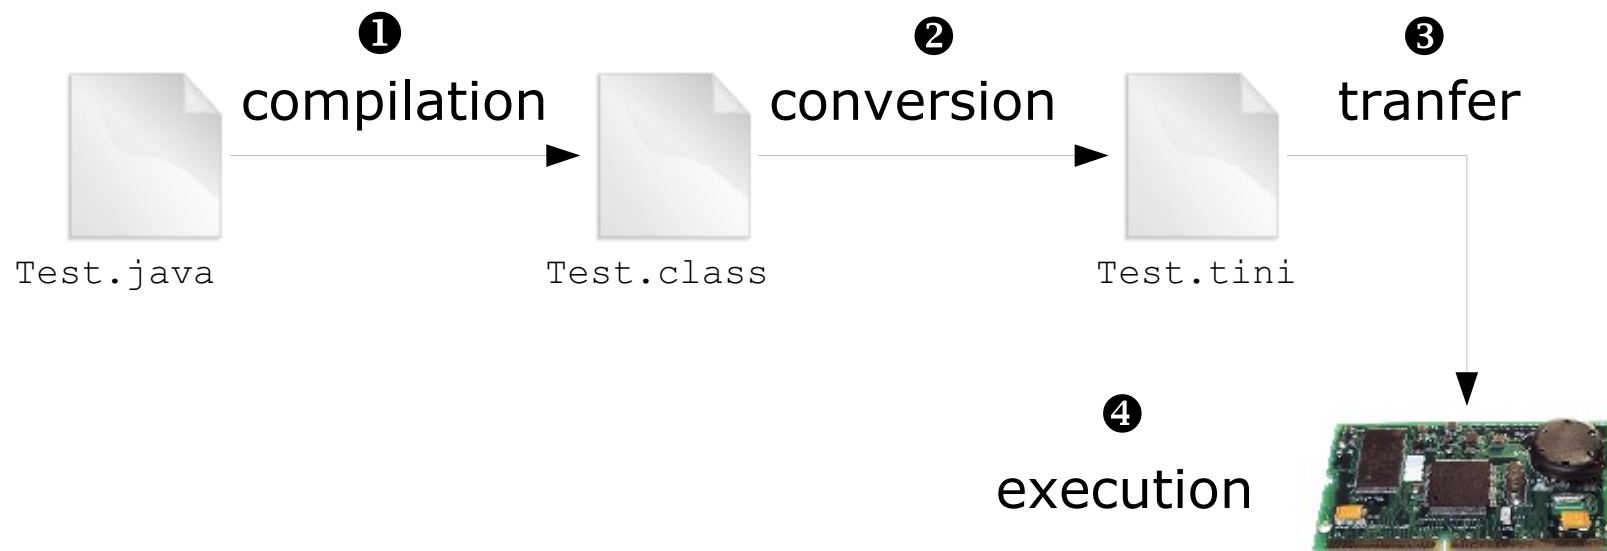 ❶ ❷ ❸
compilation conversion tranfer
Test.java Test.class Test.tini
❹
execution